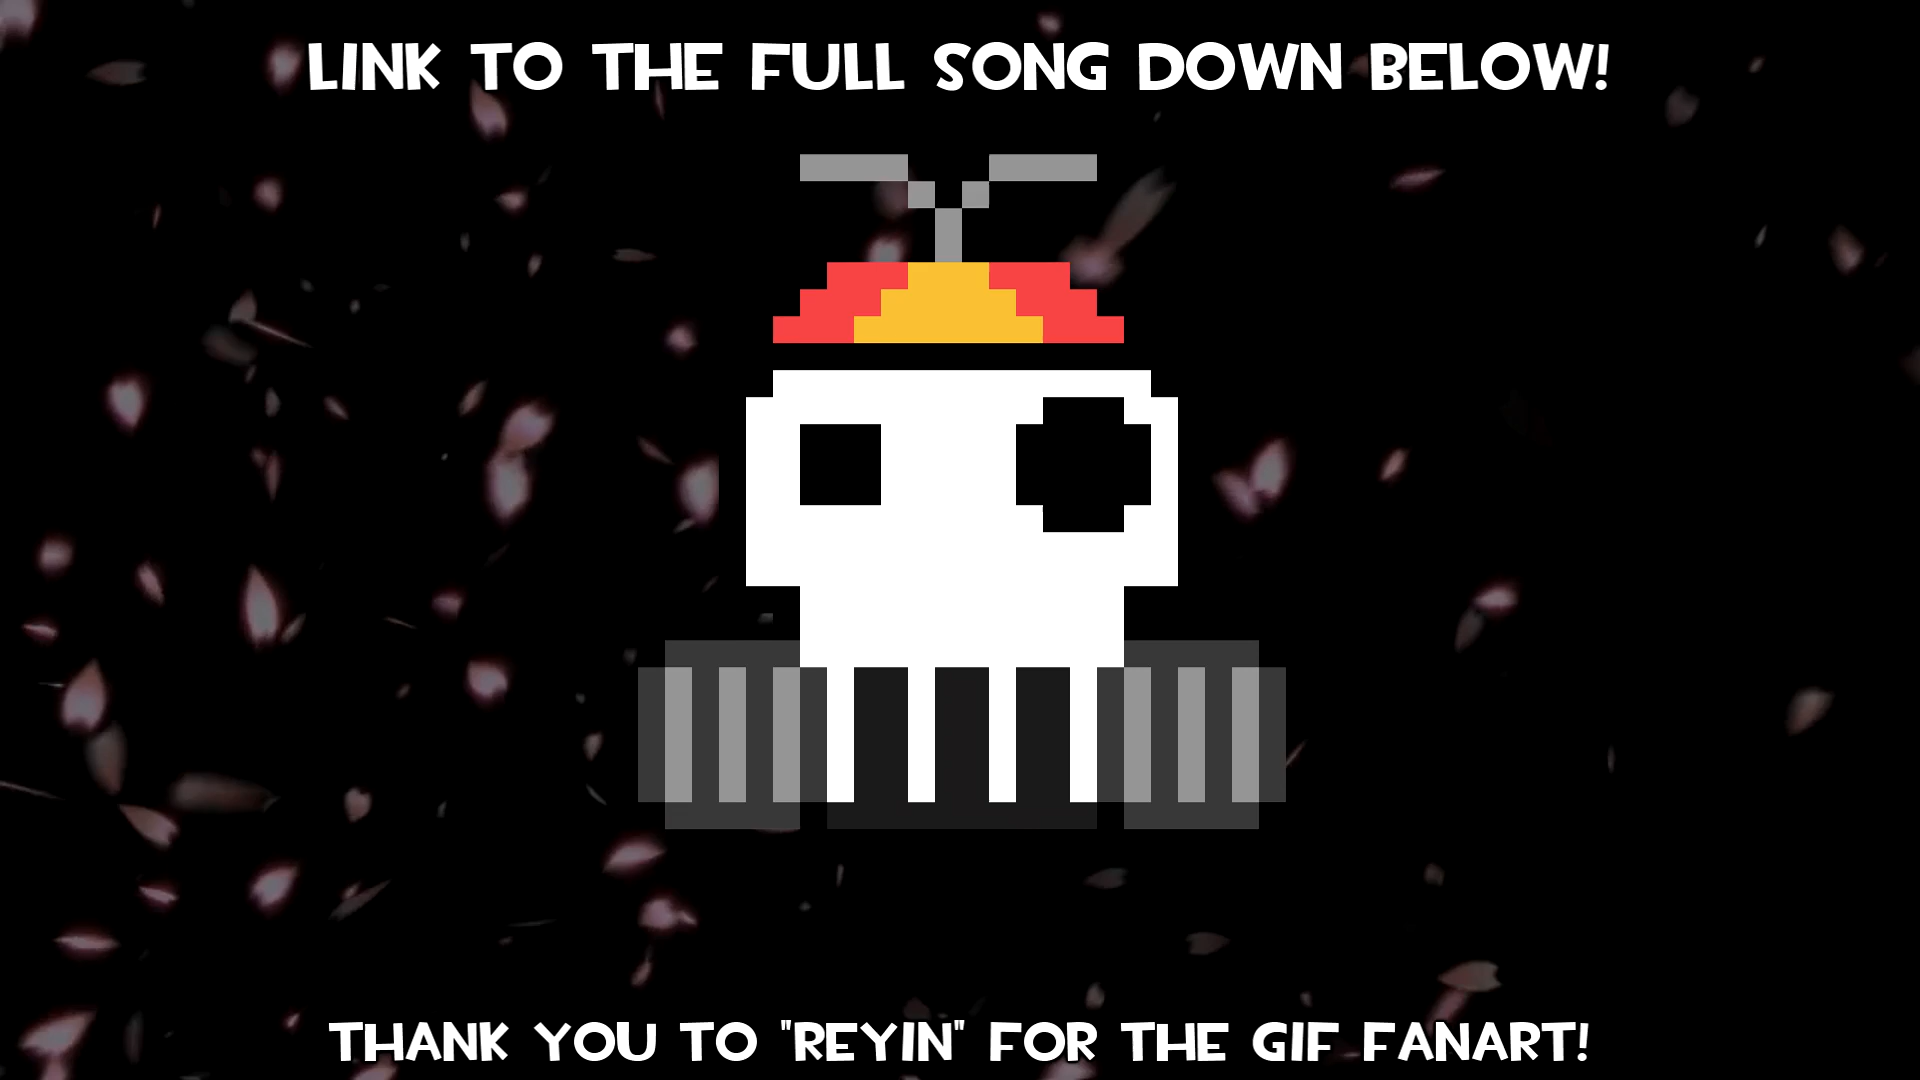 LINK TO THE FULL SONG DOWN BELOW!
THANK YOU TO "REYIN" FOR THE GIF FANART!